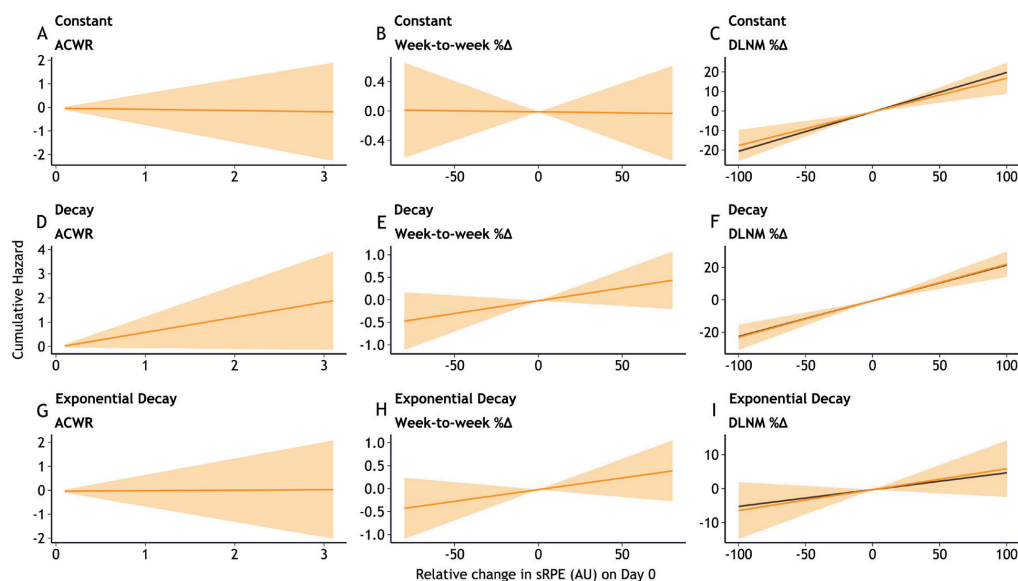 A Constant
ACWR
2
1
0
-1
-2
0 1 2 3
B Constant
Week-to-week %Δ
0.4
0.0
-0.4
-50 0 50
C Constant
DLNM %Δ
20
10
0
-10
-20
-100 -50 0 50 100
D Decay
ACWR
4
3
2
1
0
0 1 2 3
E Decay
Week-to-week %Δ
1.0
0.5
0.0
-0.5
-1.0
-50 0 50
F Decay
DLNM %Δ
20
0
-20
-100 -50 0 50 100
G Exponential Decay
ACWR
2
1
0
-1
-2
0 1 2 3
H Exponential Decay
Week-to-week %Δ
1.0
0.5
0.0
-0.5
-1.0
-50 0 50
I Exponential Decay
DLNM %Δ
10
0
-10
-100 -50 0 50 100
Cumulative Hazard
Relative change in sRPE (AU) on Day 0